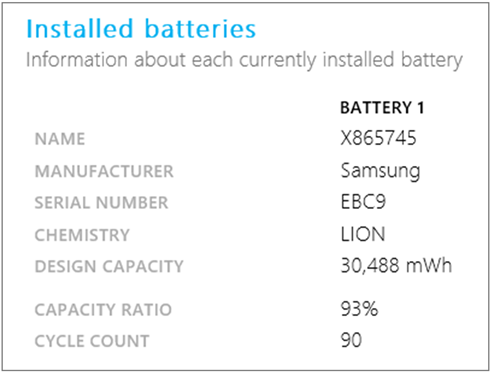 Installed batteries
Information about each currently installed battery
BATTERY 1
NAME X865745
MANUFACTURER Samsung
SERIAL NUMBER EBC9
CHEMISTRY LION
DESIGN CAPACITY 30,488 mWh
CAPACITY RATIO 93%
CYCLE COUNT 90